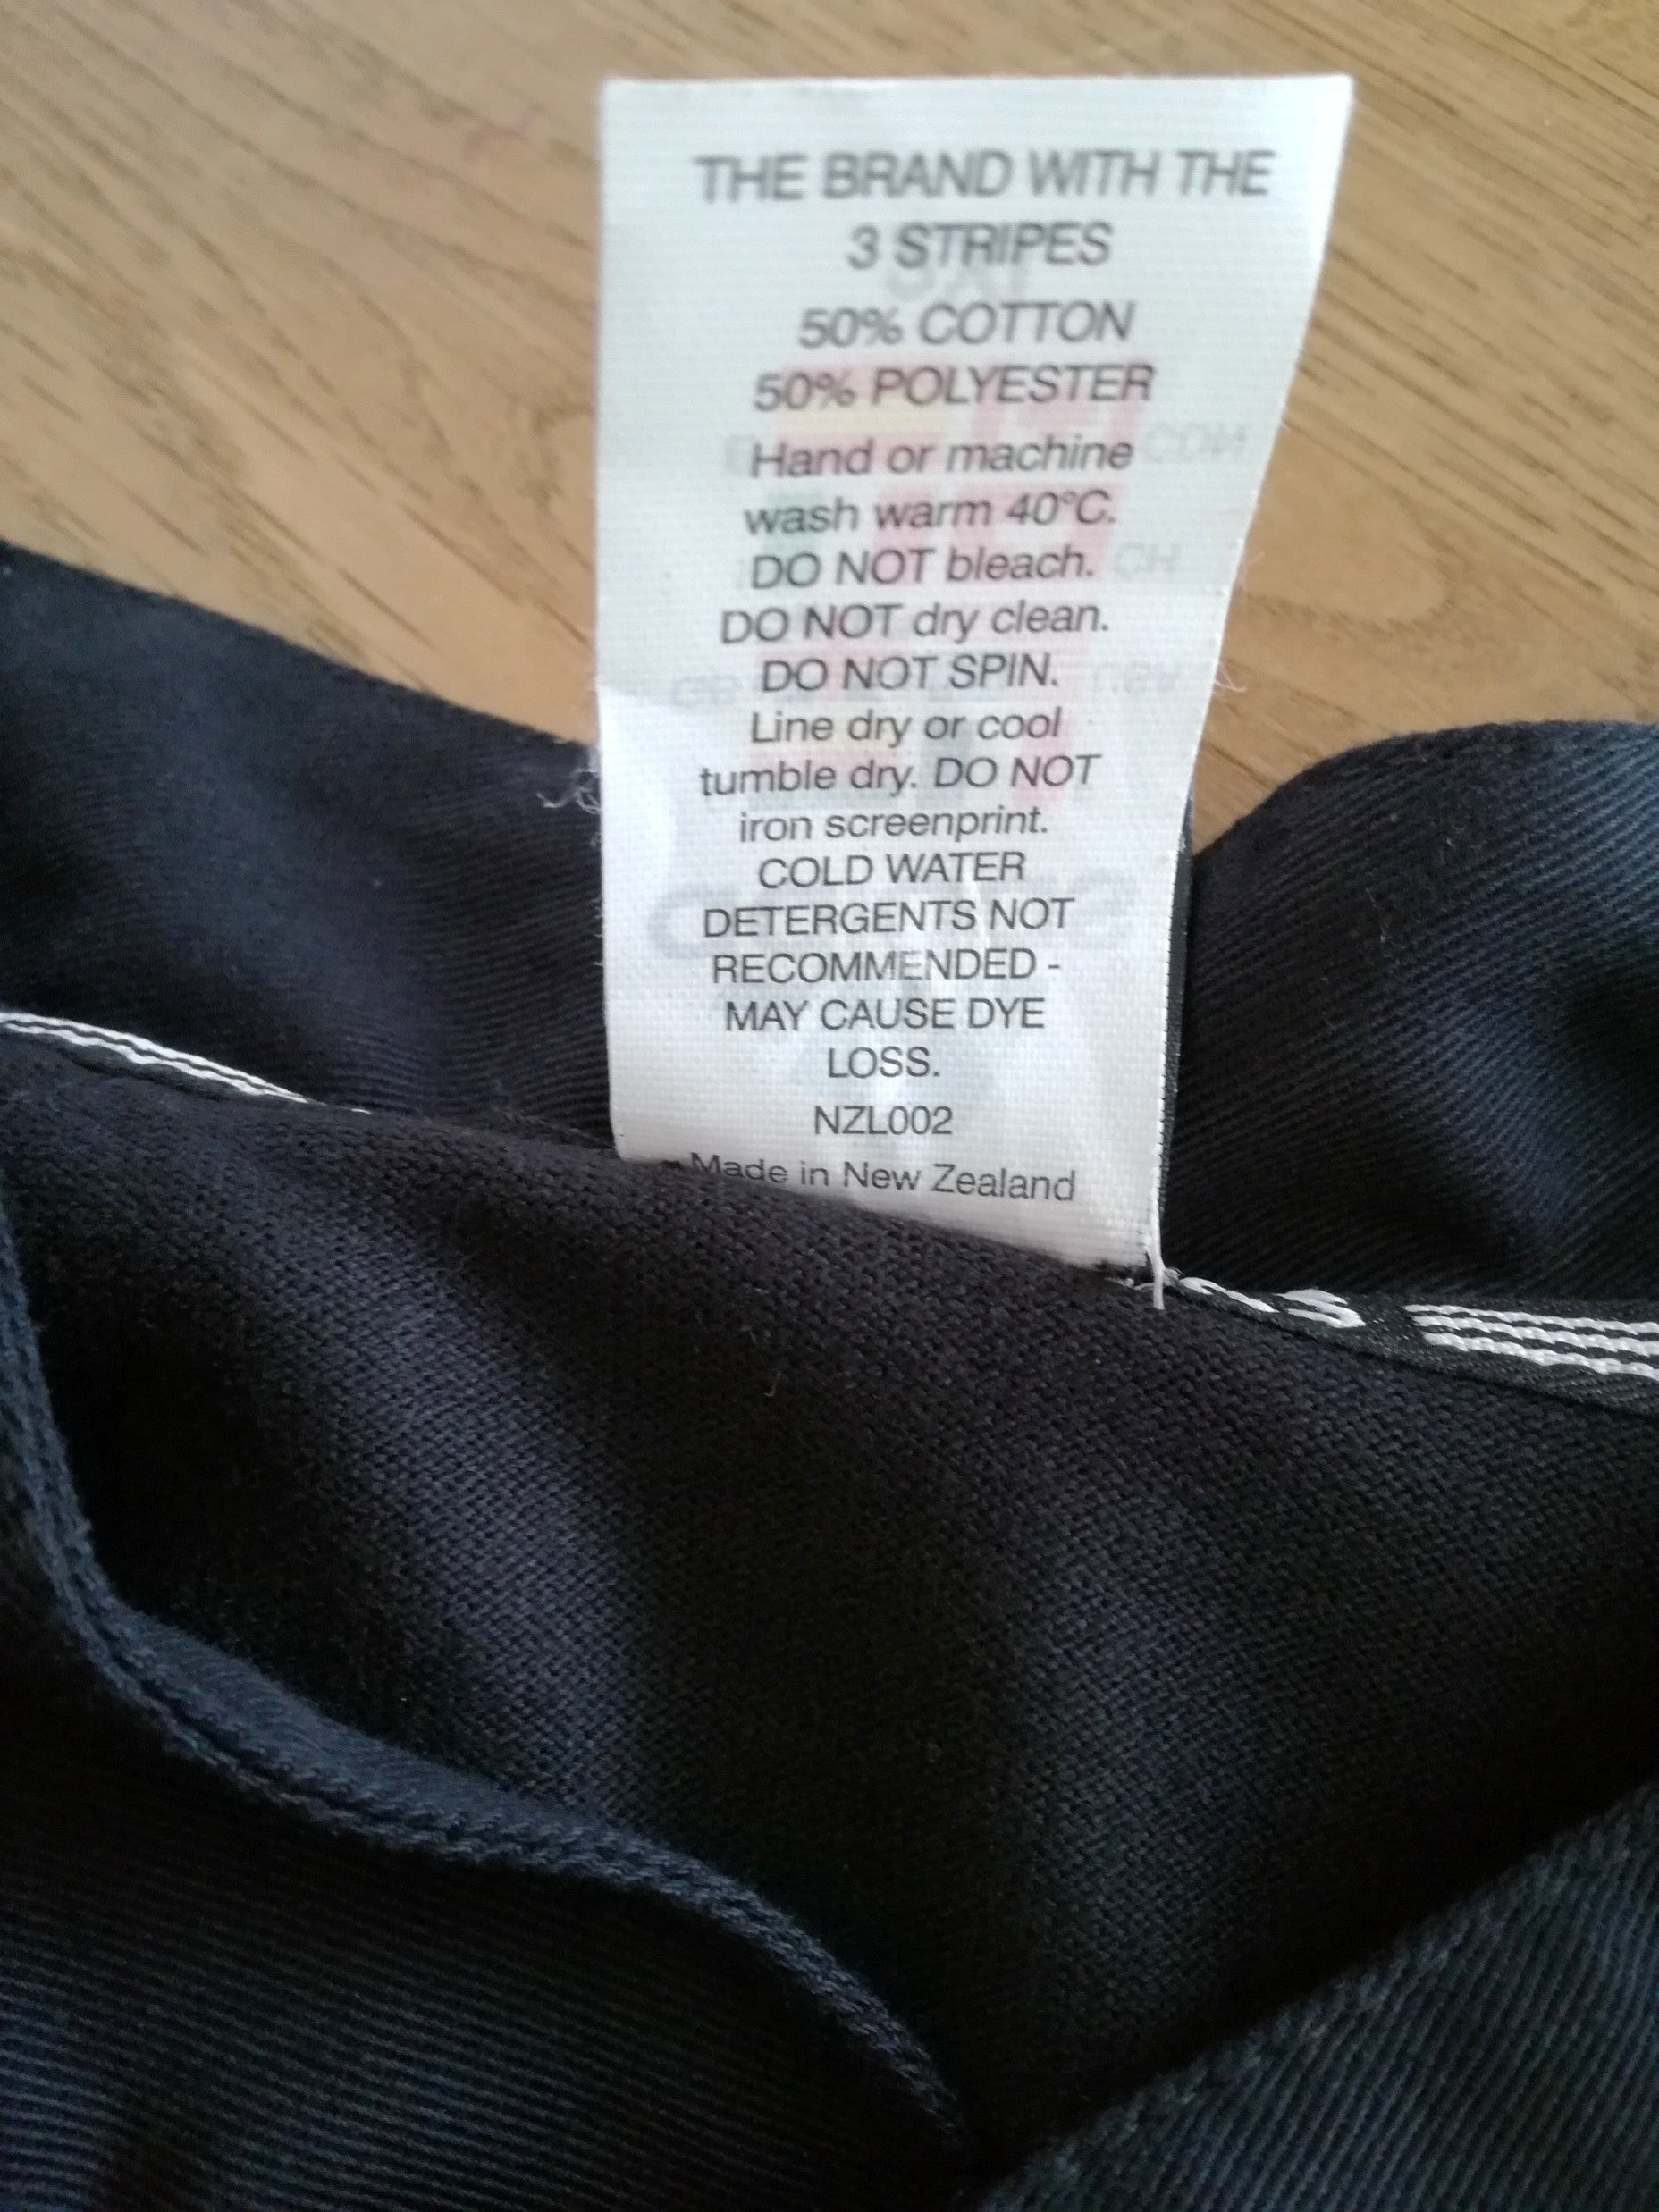 THE BRAND WITH THE
3 STRIPES
50% COTTON
50% POLYESTER
Hand or machine
wash warm 40°C.
DO NOT bleach.
DO NOT dry clean.
DO NOT SPIN.
Line dry or cool
tumble dry. DO NOT
iron screenprint.
COLD WATER
DETERGENTS NOT
RECOMMENDED -
MAY CAUSE DYE
LOSS.
NZL002
Made in New Zealand